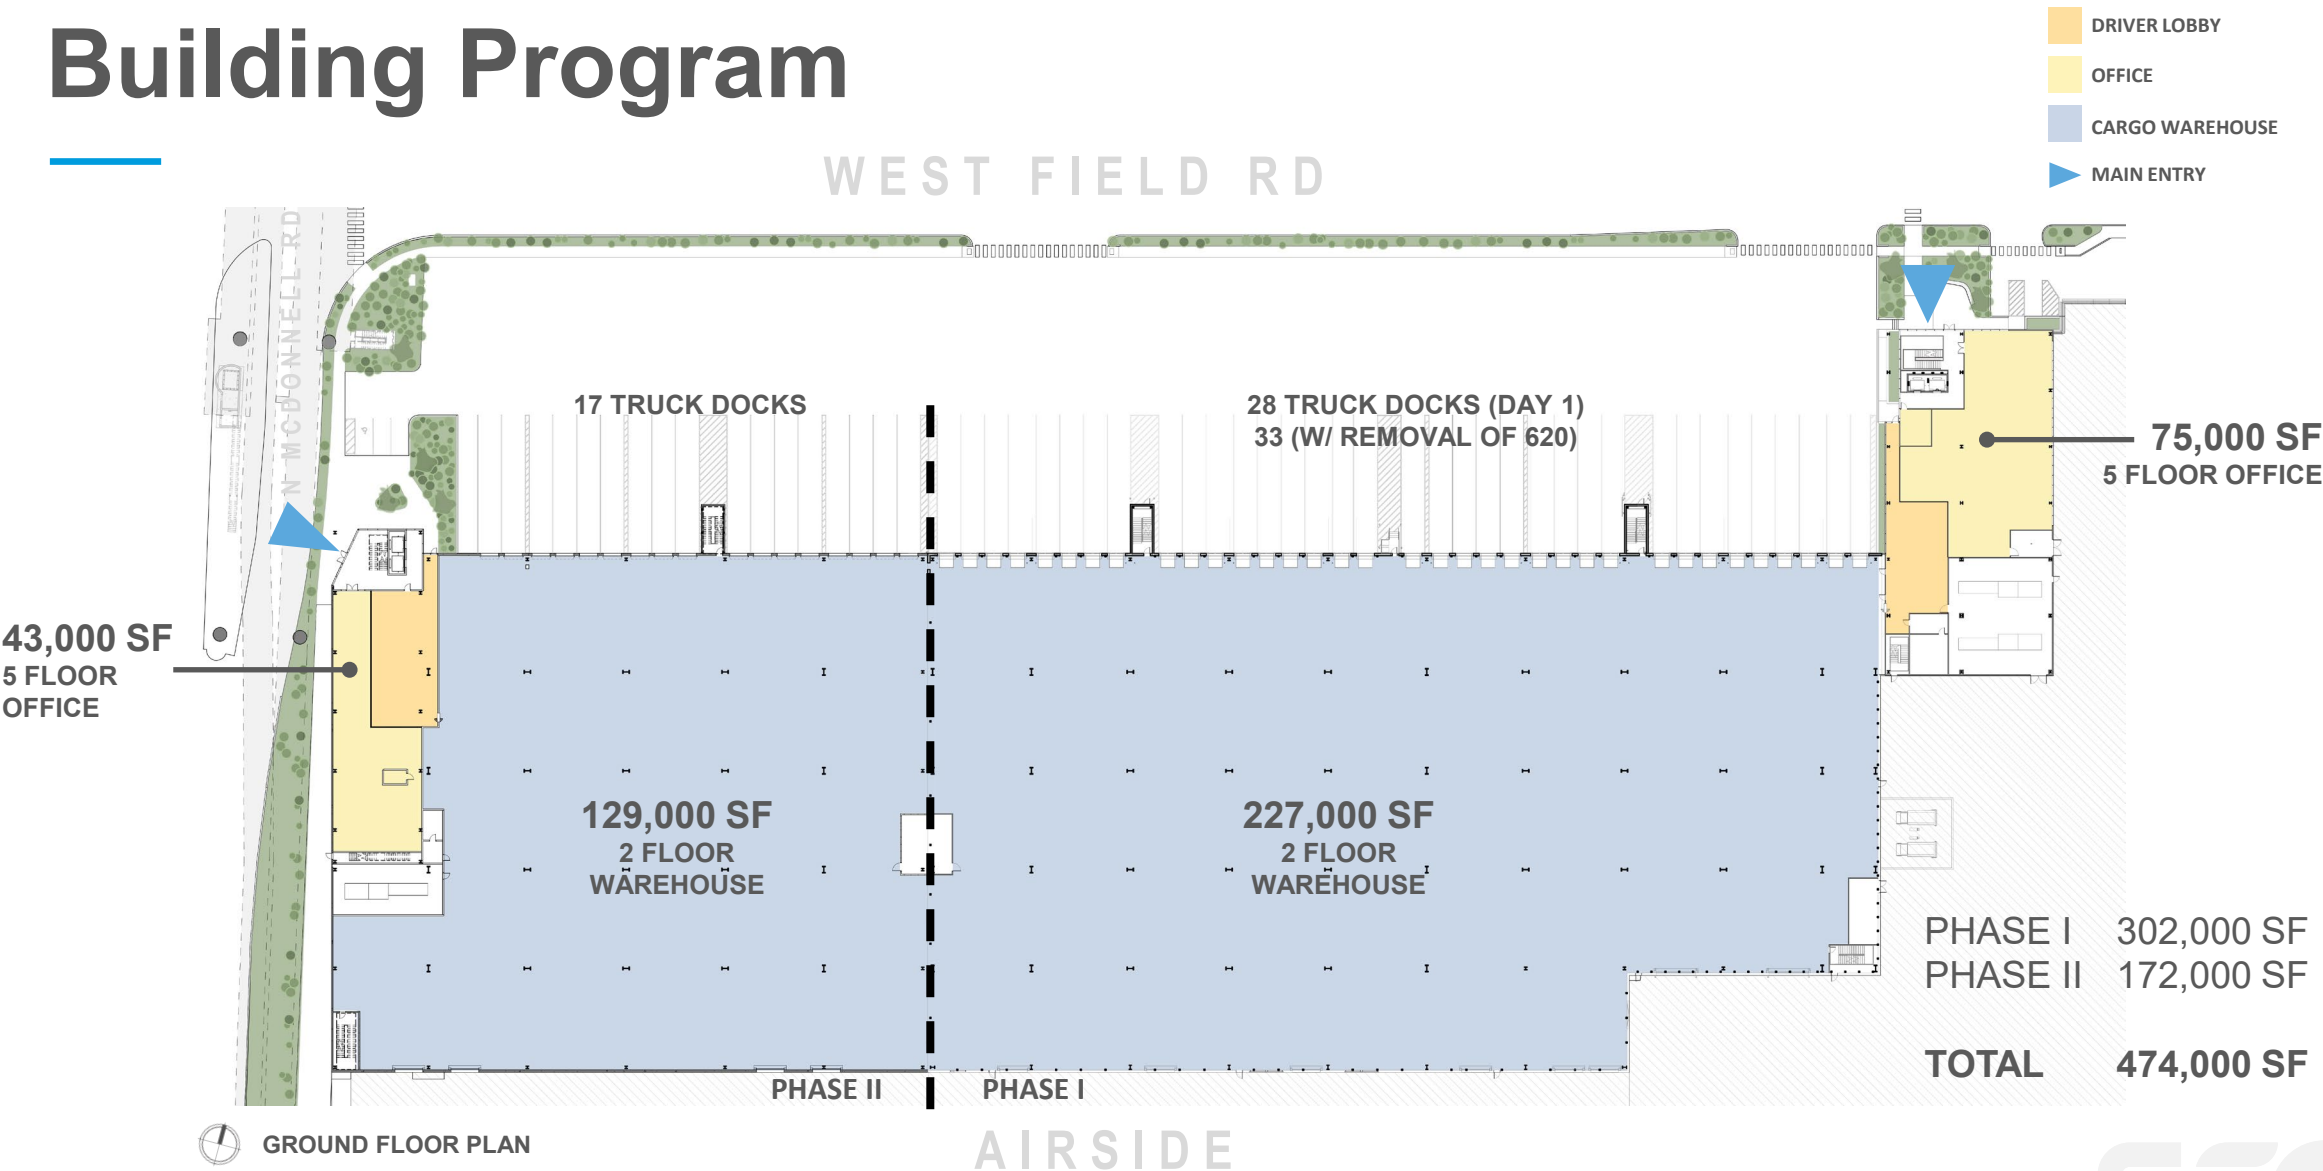 Building Program
DRIVER LOBBY
OFFICE
CARGO WAREHOUSE
MAIN ENTRY
WEST FIELD RD
N MCDONNELL RD
17 TRUCK DOCKS
28 TRUCK DOCKS (DAY 1)
33 (W/ REMOVAL OF 620)
75,000 SF
5 FLOOR OFFICE
43,000 SF
5 FLOOR
OFFICE
129,000 SF
2 FLOOR
WAREHOUSE
227,000 SF
2 FLOOR
WAREHOUSE
PHASE I 302,000 SF
PHASE II 172,000 SF
TOTAL 474,000 SF
PHASE II
PHASE I
GROUND FLOOR PLAN
AIRSIDE